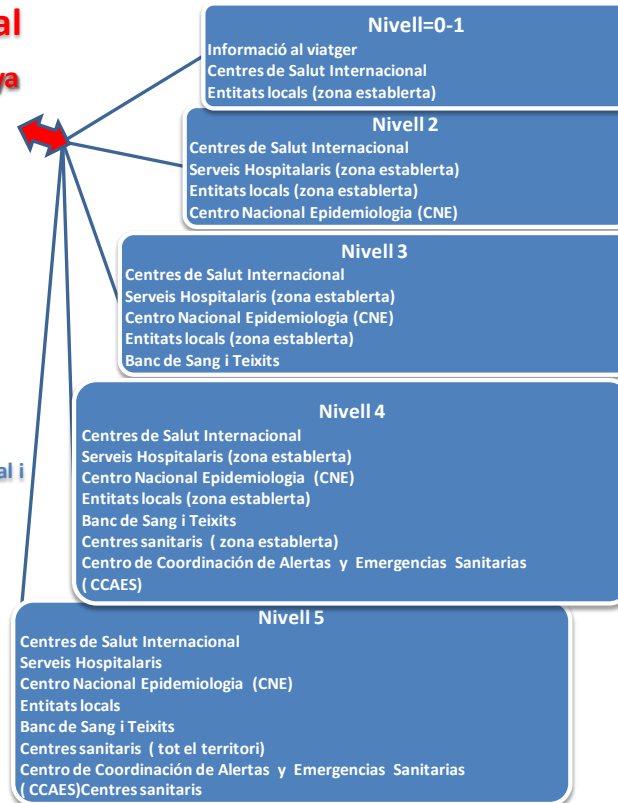 al
va
Nivell=0-1
Informació al viatger
Centres de Salut Internacional
Entitats locals (zona establerta)
Nivell 2
Centres de Salut Internacional
Serveis Hospitalaris (zona establerta)
Entitats locals (zona establerta)
Centro Nacional Epidemiologia (CNE)
Nivell 3
Centres de Salut Internacional
Serveis Hospitalaris (zona establerta)
Centro Nacional Epidemiologia (CNE)
Entitats locals (zona establerta)
Banc de Sang i Teixits
al i
Nivell 4
Centres de Salut Internacional
Serveis Hospitalaris (zona establerta)
Centro Nacional Epidemiologia (CNE)
Entitats locals (zona establerta)
Banc de Sang i Teixits
Centres sanitaris ( zona establerta)
Centro de Coordinación de Alertas y Emergencias Sanitarias
( CCAES)
Nivell 5
Centres de Salut Internacional
Serveis Hospitalaris
Centro Nacional Epidemiologia (CNE)
Entitats locals
Banc de Sang i Teixits
Centres sanitaris ( tot el territori)
Centro de Coordinación de Alertas y Emergencias Sanitarias
( CCAES)Centres sanitaris